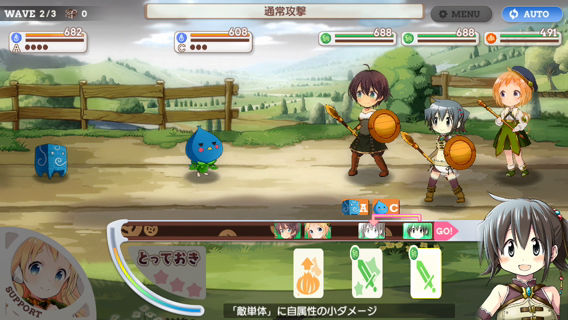 WAVE 2/3 0
通常攻撃
MENU
AUTO
682
A
608
C
688
688
491
A C
GO!
とっておき
SUPPORT
「敵単体」に自属性の小ダメージ